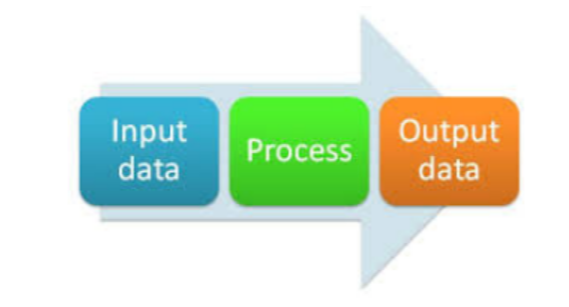 Input
data
Process
Output
data